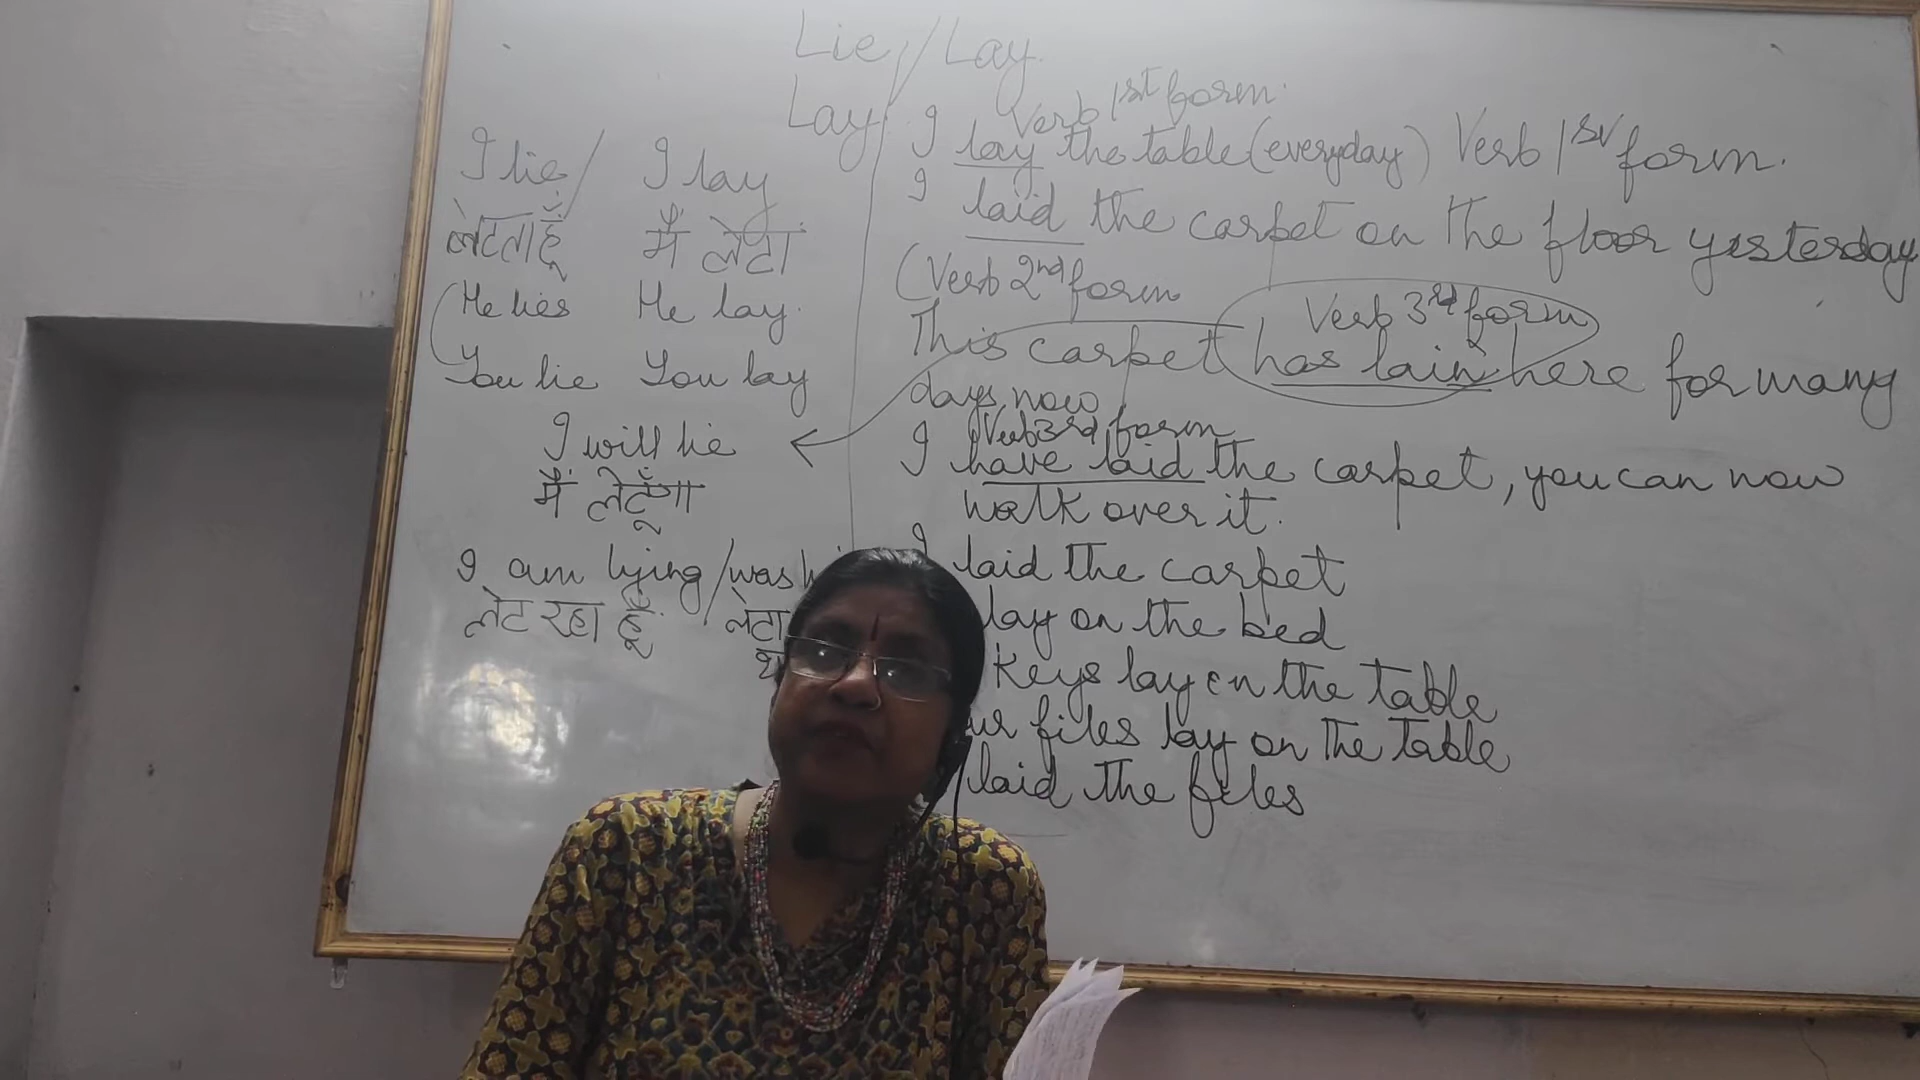 Lie / Lay
Lay
I lie / I lay
लेटता हूँ मैं लेटा
He lies He lay.
You lie You lay
I will lie
मैं लेटूँगा
I am lying / was
लेट रहा हूँ लेटा
Verb 1st form.
I lay the table (everyday) Verb 1st form.
I laid the carpet on the floor yesterday
(Verb 2nd form
Verb 3rd form
This carpet has lain here for many
days now
Verb 3rd form
I have laid the carpet, you can now
walk over it.
I laid the carpet
lay on the bed
Keys lay on the table
files lay on the table
laid the files